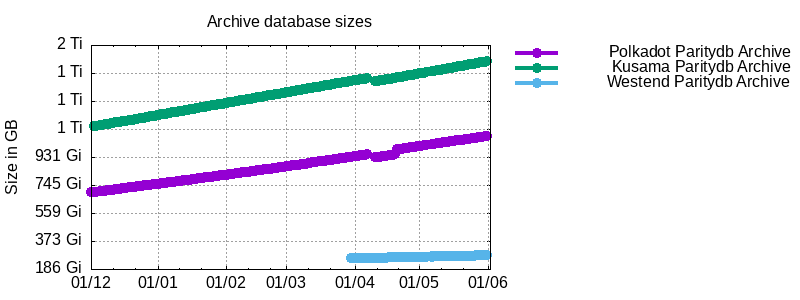 Archive database sizes
Polkadot Paritydb Archive
Kusama Paritydb Archive
Westend Paritydb Archive
Size in GB
2 Ti
1 Ti
1 Ti
1 Ti
931 Gi
745 Gi
559 Gi
373 Gi
186 Gi
01/12 01/01 01/02 01/03 01/04 01/05 01/06